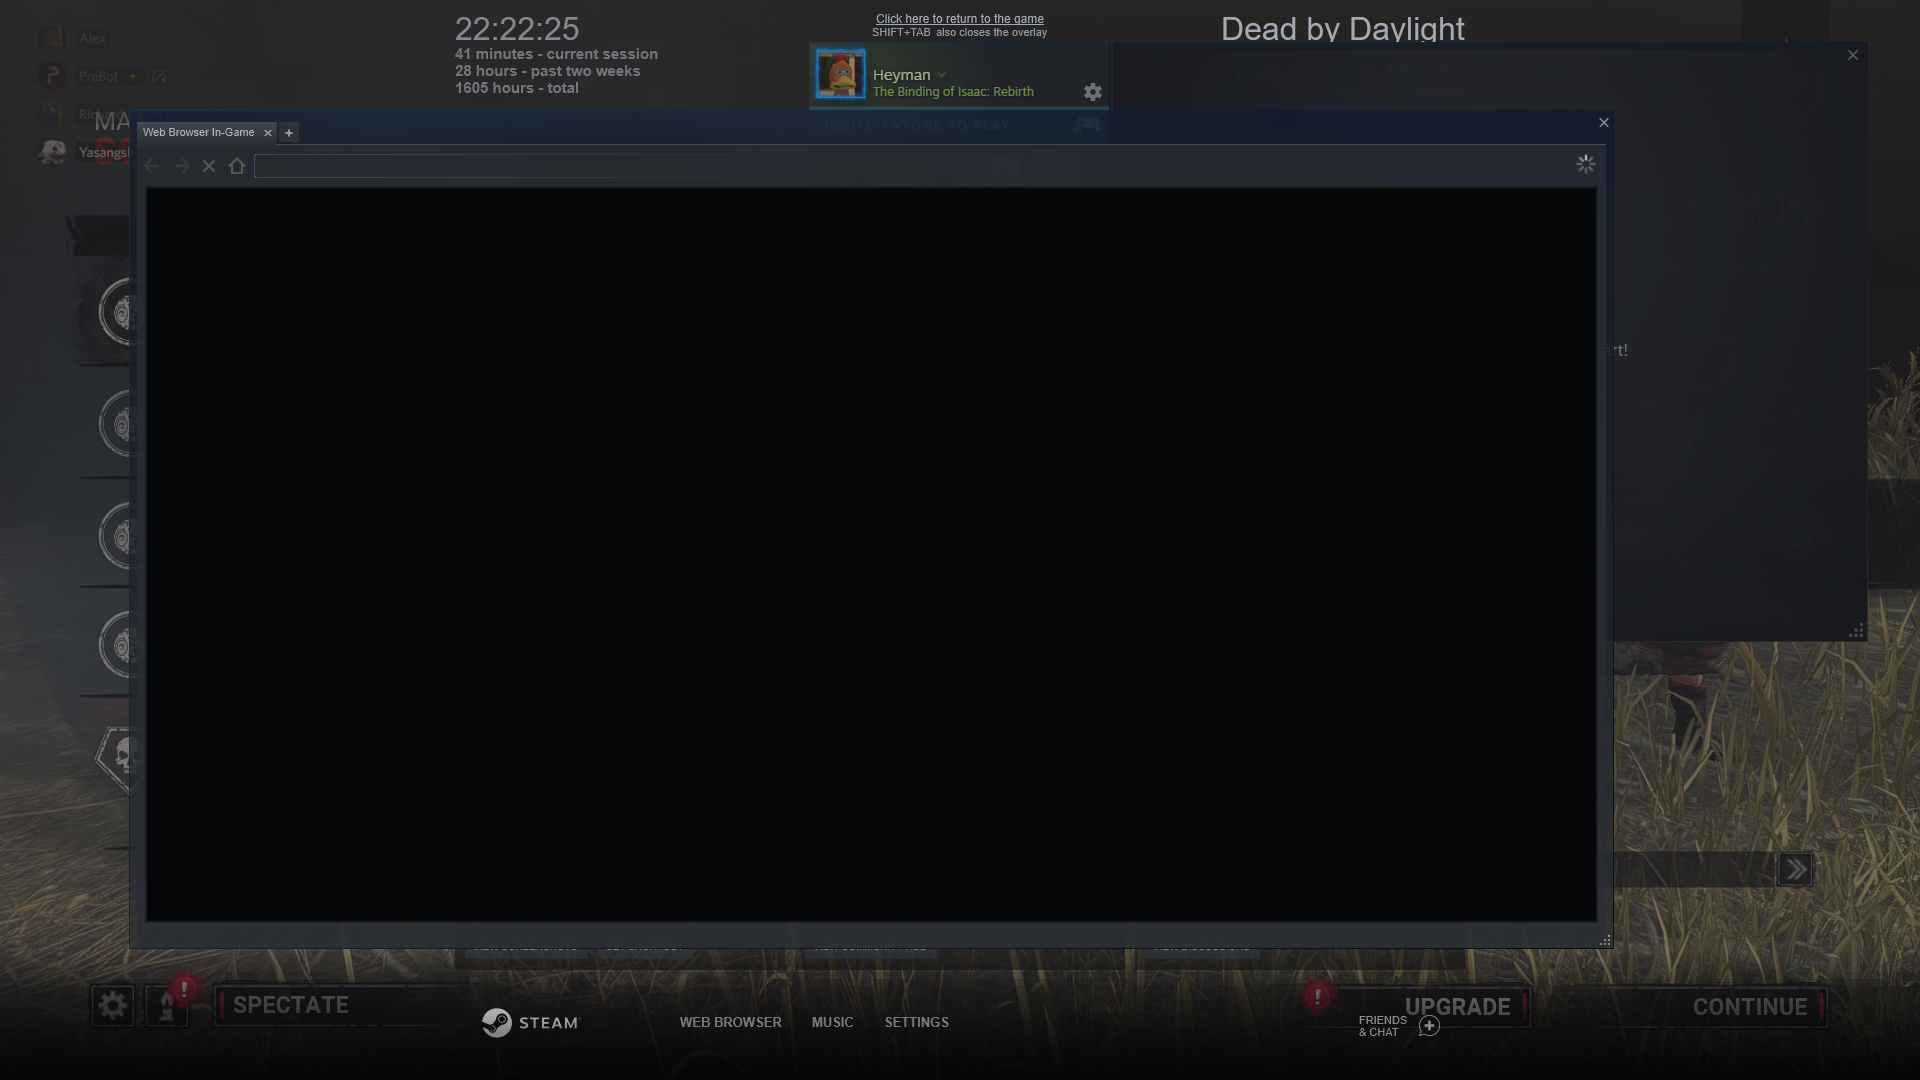 22:22:25
41 minutes - current session
28 hours - past two weeks
1605 hours - total
Click here to return to the game
SHIFT+TAB also closes the overlay
Dead by Daylight
Alex
ProBot
Heyman
The Binding of Isaac: Rebirth
INVITE ANYONE TO PLAY
MA
Web Browser In-Game
+
SPECTATE
STEAM
WEB BROWSER
MUSIC
SETTINGS
FRIENDS
& CHAT
UPGRADE
CONTINUE